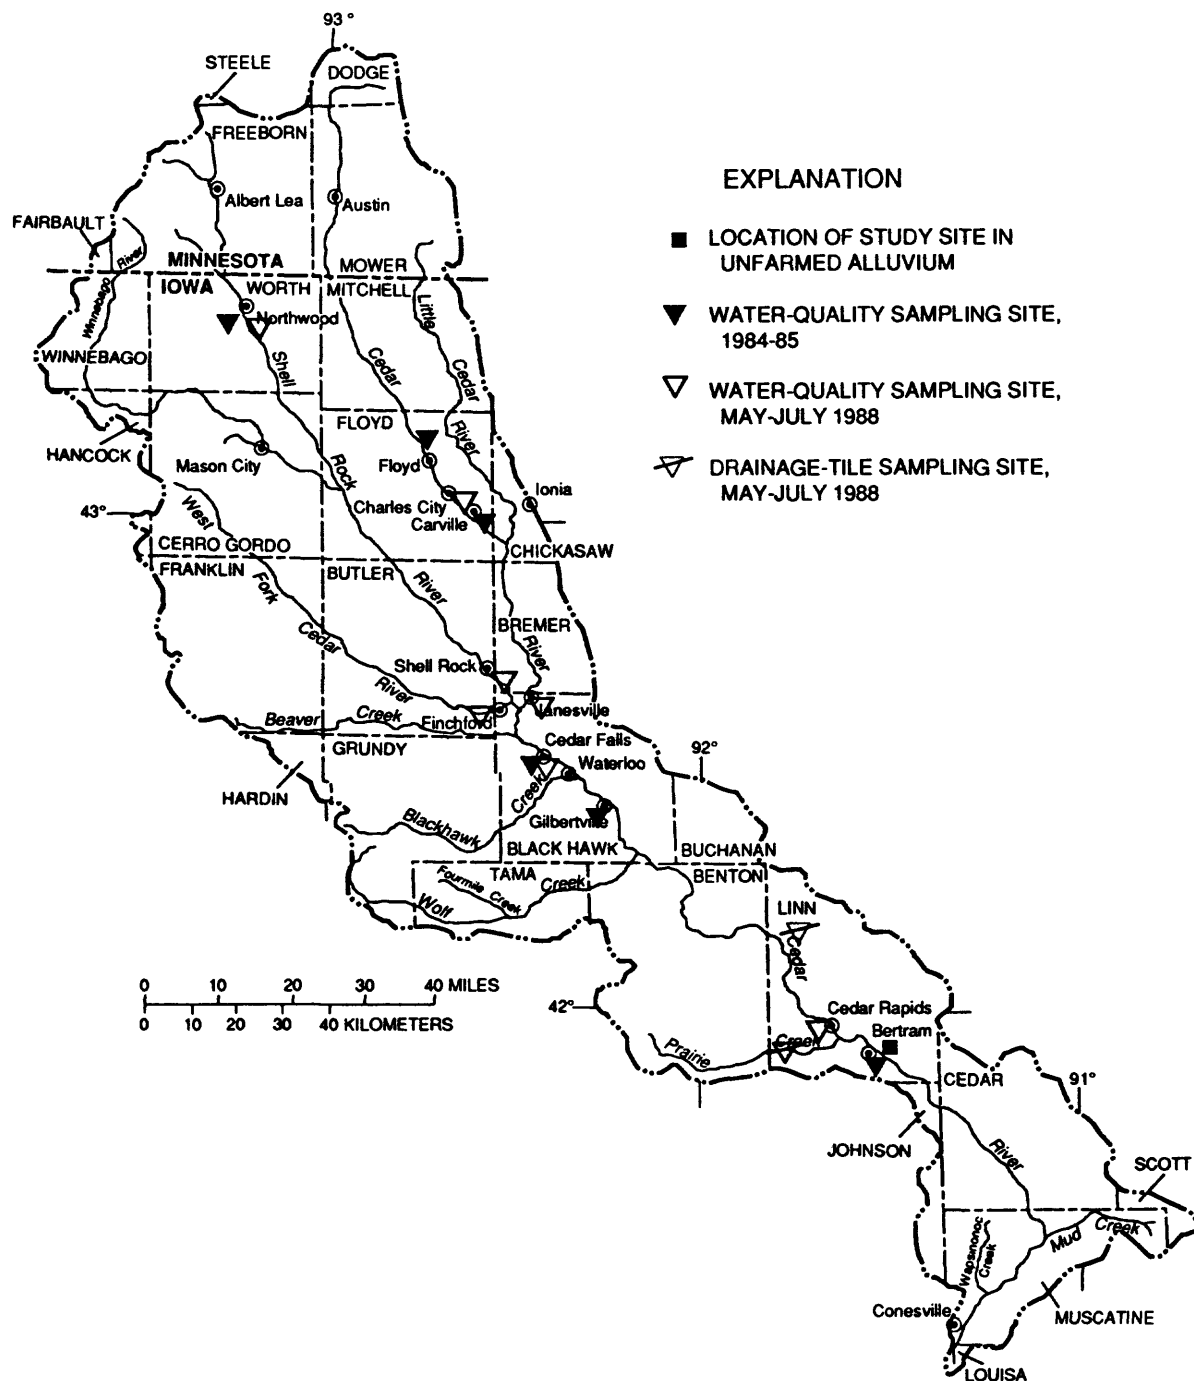 93°
STEELE
DODGE
FREEBORN
Albert Lea
Austin
FAIRBAULT
Winnebago River
MINNESOTA
MOWER
IOWA
WORTH
MITCHELL
Northwood
Little
WINNEBAGO
Shell
Cedar
Cedar
FLOYD
River
HANCOCK
Mason City
Floyd
Rock
Ionia
Charles City
Carville
43°
West
CERRO GORDO
CHICKASAW
FRANKLIN
BUTLER
Fork
River
BREMER
Cedar
River
Shell Rock
River
Janesville
Finchford
Beaver Creek
GRUNDY
Cedar Falls
92°
Waterloo
HARDIN
Creek
Blackhawk
Gilbertville
BLACK HAWK
BUCHANAN
TAMA
BENTON
Fourmile Creek
Creek
Wolf
LINN
Cedar
0 10 20 30 40 MILES
0 10 20 30 40 KILOMETERS
42°
Cedar Rapids
Bertram
Prairie Creek
CEDAR
91°
JOHNSON
River
SCOTT
Wapsinonoc
Creek
Mud Creek
Conesville
MUSCATINE
LOUISA
EXPLANATION
LOCATION OF STUDY SITE IN
UNFARMED ALLUVIUM
WATER-QUALITY SAMPLING SITE,
1984-85
WATER-QUALITY SAMPLING SITE,
MAY-JULY 1988
DRAINAGE-TILE SAMPLING SITE,
MAY-JULY 1988